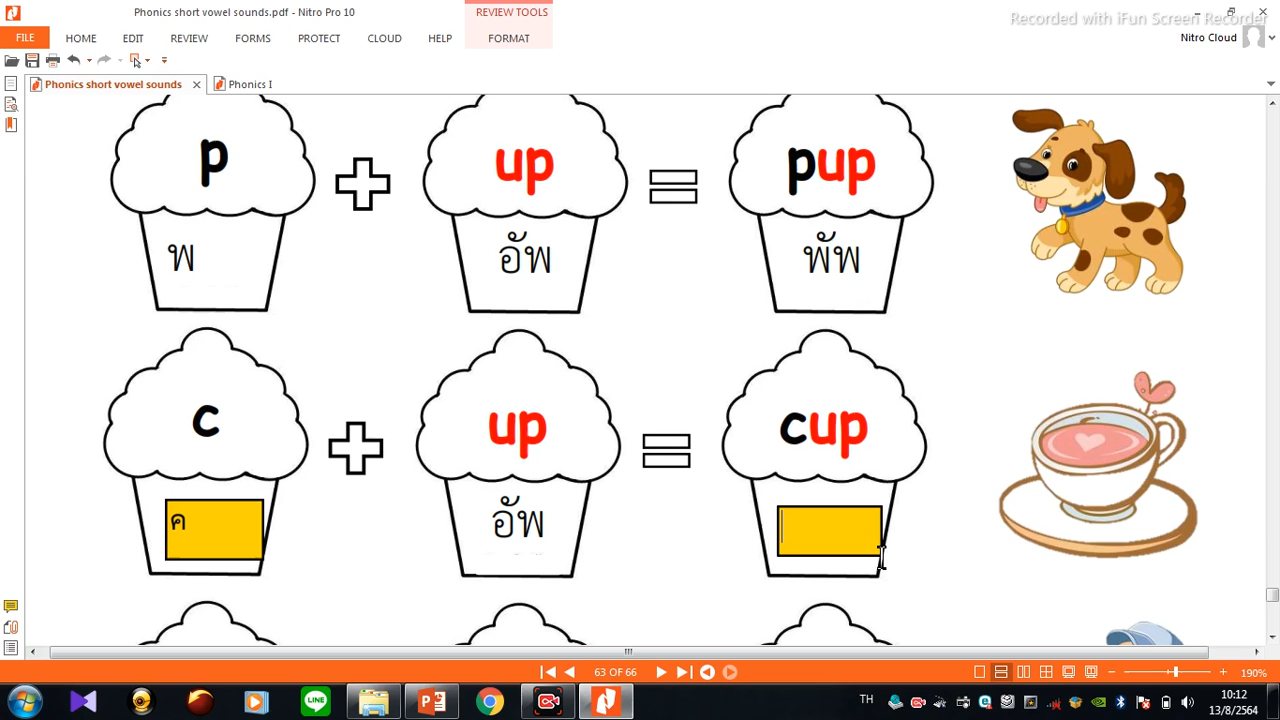 Phonics short vowel sounds.pdf - Nitro Pro 10
REVIEW TOOLS
Recorded with iFun Screen Recorder
FILE HOME EDIT REVIEW FORMS PROTECT CLOUD HELP FORMAT
Nitro Cloud
Phonics short vowel sounds × Phonics I
p + up = pup
พ อัพ พัพ
c + up = cup
ค อัพ
63 OF 66
190%
TH
10:12
13/8/2564